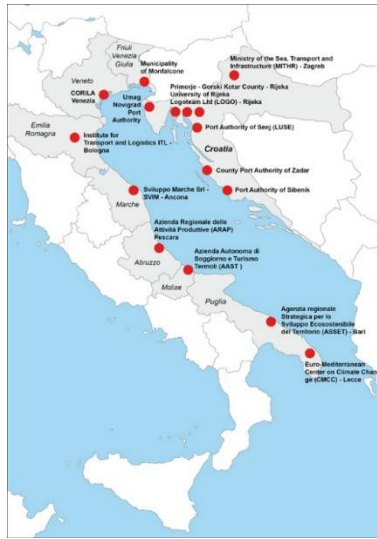 Friuli
Venezia
Giulia
Municipality
of Monfalcone
Ministry of the Sea, Transport and
Infrastructure (MITHR) - Zagreb
Veneto
CORILA
Venezia
Umag
Novigrad
Port
Authority
Primorje - Gorski Kotar County - Rijeka
University of Rijeka
Logoteam Ltd (LOGO) - Rijeka
Emilia
Romagna
Port Authority of Senj (LUSE)
Institute for
Transport and Logistics ITL -
Bologna
Croatia
County Port Authority of Zadar
Sviluppo Marche Srl -
SVIM - Ancona
Port Authority of Sibenik
Marche
Azienda Regionale delle
Attività Produttive (ARAP)
Pescara
Azienda Autonoma di
Soggiorno e Turismo
Termoli (AAST )
Abruzzo
Molise
Puglia
Agenzia regionale
Strategica per lo
Sviluppo Ecosostenibile
del Territorio (ASSET) - Bari
Euro-Mediterranean
Center on Climate Chan
ge (CMCC) - Lecce